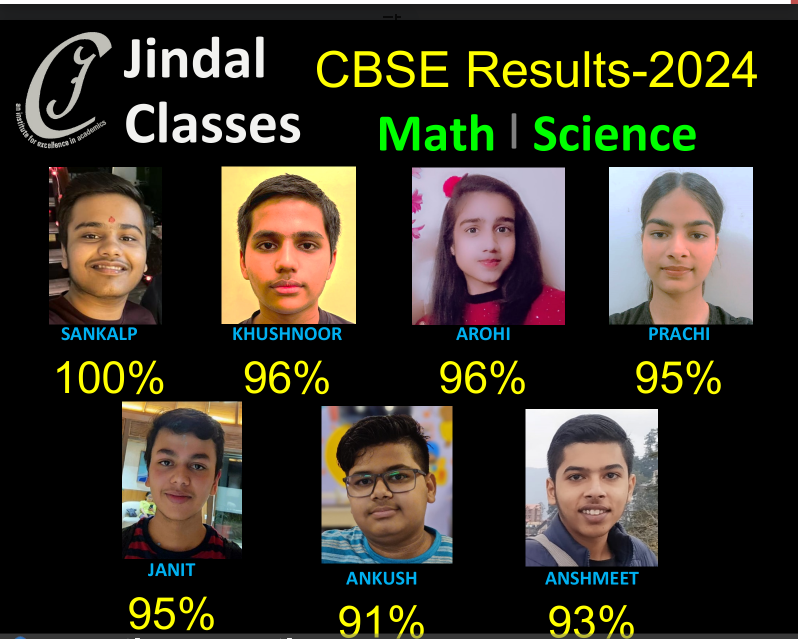 Jindal
Classes
an institute for excellence in academics
CBSE Results-2024
Math | Science
SANKALP
KHUSHNOOR
AROHI
PRACHI
100%
96%
96%
95%
JANIT
ANKUSH
ANSHMEET
95%
91%
93%